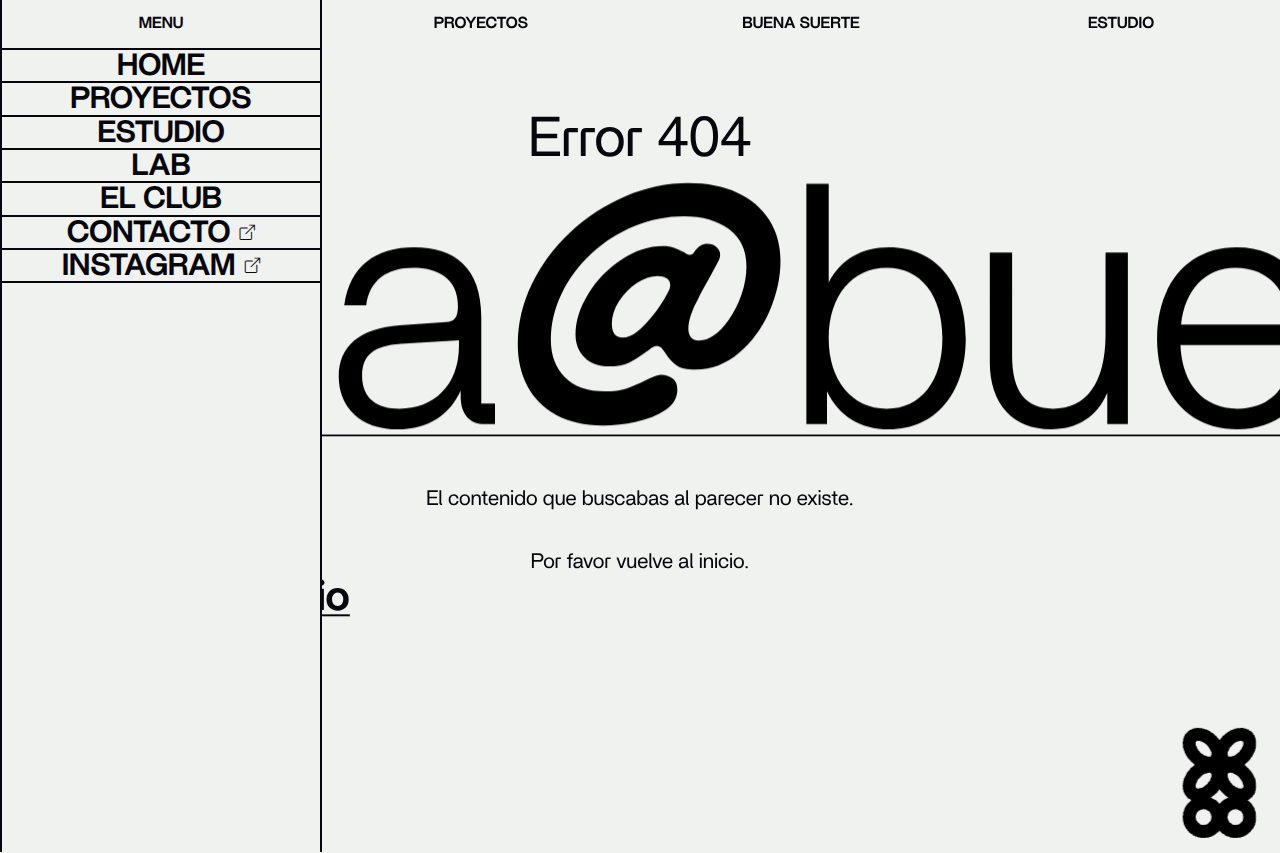 MENU
PROYECTOS
BUENA SUERTE
ESTUDIO
HOME
PROYECTOS
ESTUDIO
LAB
EL CLUB
CONTACTO
INSTAGRAM
Error 404
a@bue
El contenido que buscabas al parecer no existe.
Por favor vuelve al inicio.
io